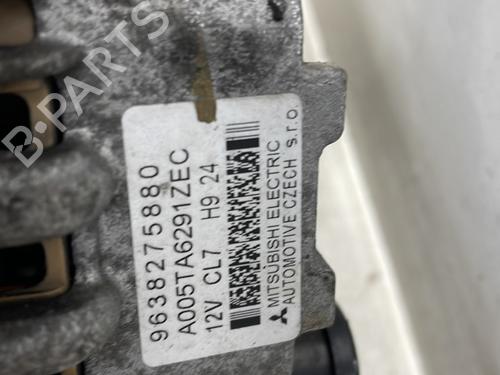 B-PARTS
9638275880
A005TA6291ZEC
12V CL7 H9 24
MITSUBISHI ELECTRIC
AUTOMOTIVE CZECH s.r.o